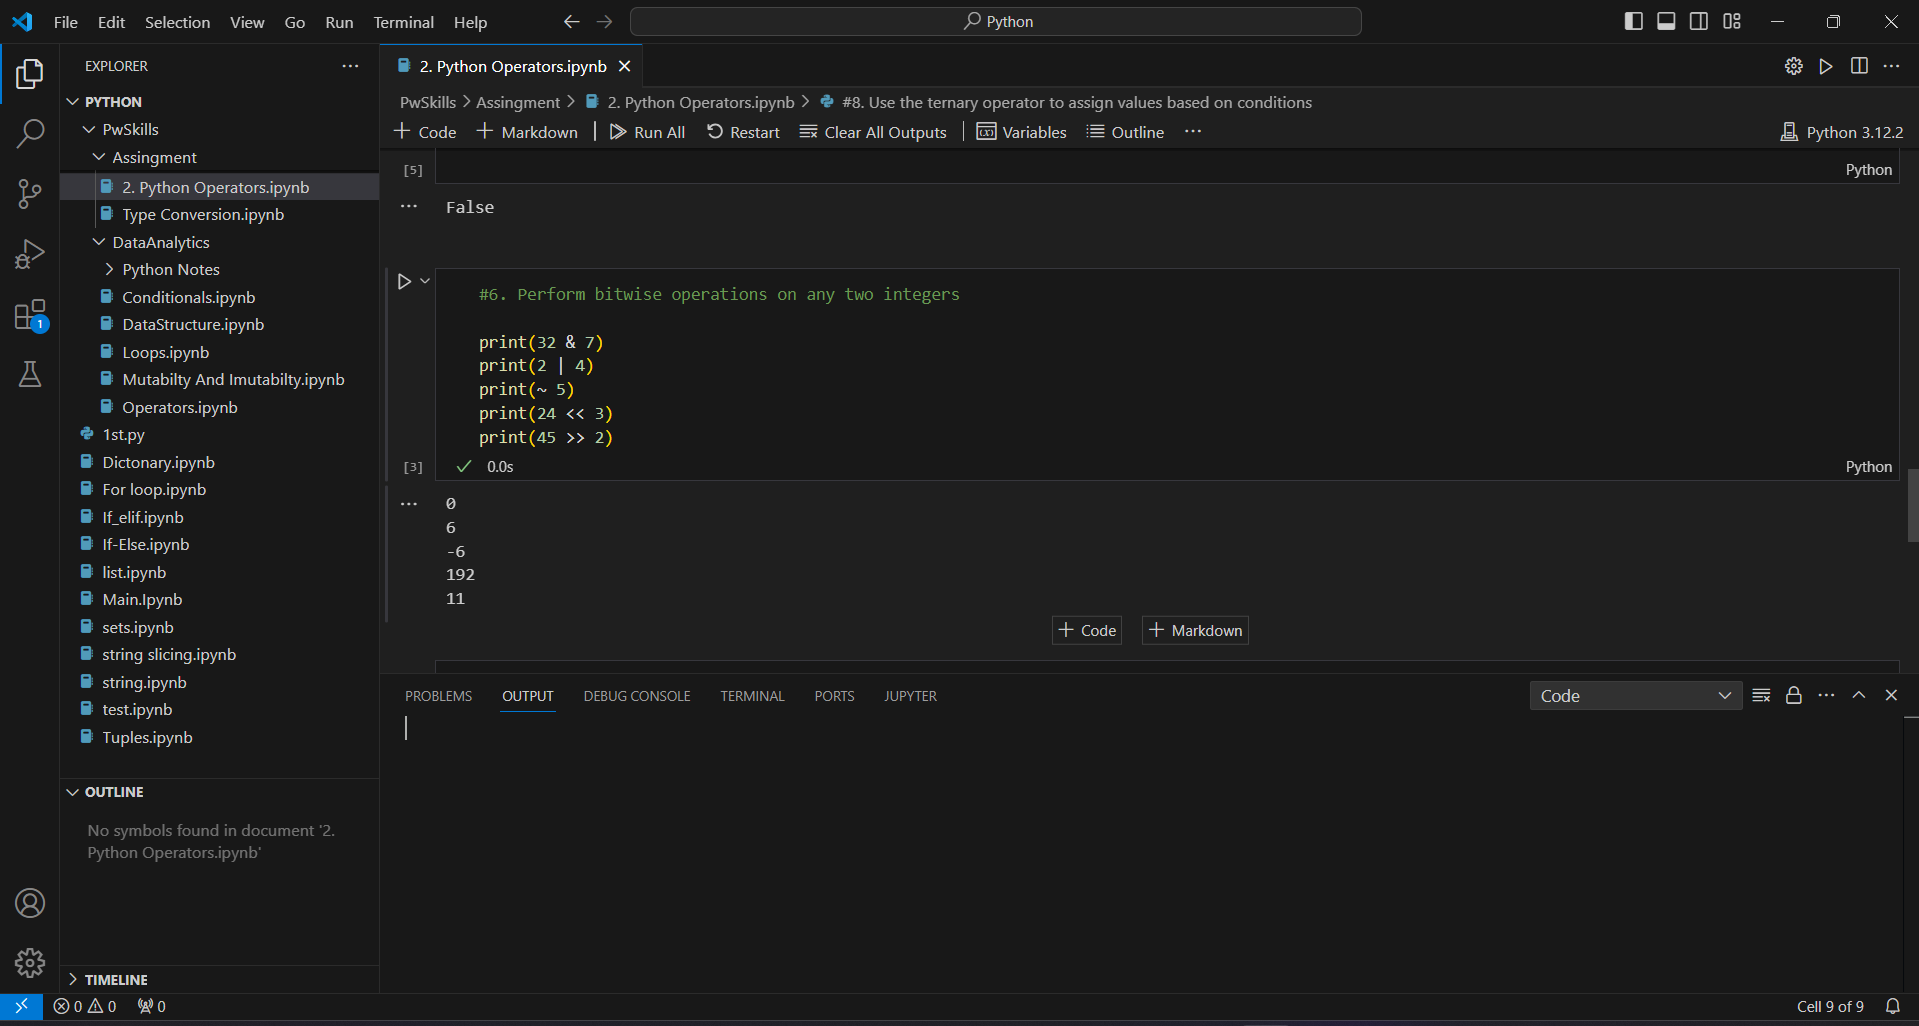 File Edit Selection View Go Run Terminal Help
Python
EXPLORER
PYTHON
PwSkills
Assingment
2. Python Operators.ipynb
Type Conversion.ipynb
DataAnalytics
Python Notes
Conditionals.ipynb
DataStructure.ipynb
Loops.ipynb
Mutabilty And Imutabilty.ipynb
Operators.ipynb
1st.py
Dictonary.ipynb
For loop.ipynb
If_elif.ipynb
If-Else.ipynb
list.ipynb
Main.Ipynb
sets.ipynb
string slicing.ipynb
string.ipynb
test.ipynb
Tuples.ipynb
OUTLINE
No symbols found in document '2.
Python Operators.ipynb'
TIMELINE
1
2. Python Operators.ipynb
PwSkills > Assingment > 2. Python Operators.ipynb > #8. Use the ternary operator to assign values based on conditions
+ Code + Markdown | Run All Restart Clear All Outputs | Variables Outline ...
Python 3.12.2
[5] Python
False
#6. Perform bitwise operations on any two integers
print(32 & 7)
print(2 | 4)
print(~ 5)
print(24 << 3)
print(45 >> 2)
[3] 0.0s Python
0
6
-6
192
11
+ Code + Markdown
PROBLEMS OUTPUT DEBUG CONSOLE TERMINAL PORTS JUPYTER
Code
0 0 0
Cell 9 of 9